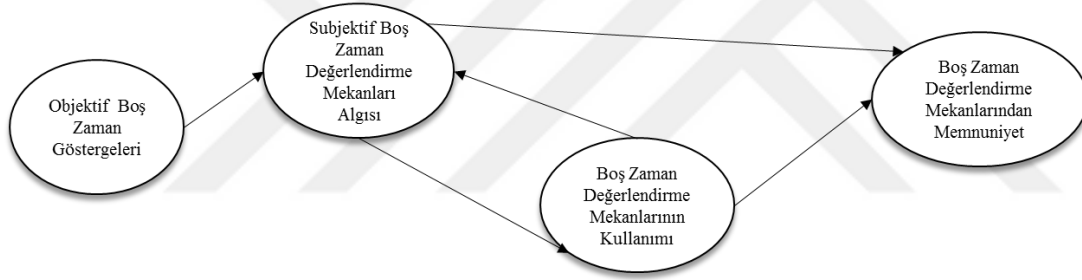 Objektif Boş
Zaman
Göstergeleri
Subjektif Boş
Zaman
Değerlendirme
Mekanları
Algısı
Boş Zaman
Değerlendirme
Mekanlarının
Kullanımı
Boş Zaman
Değerlendirme
Mekanlarından
Memnuniyet